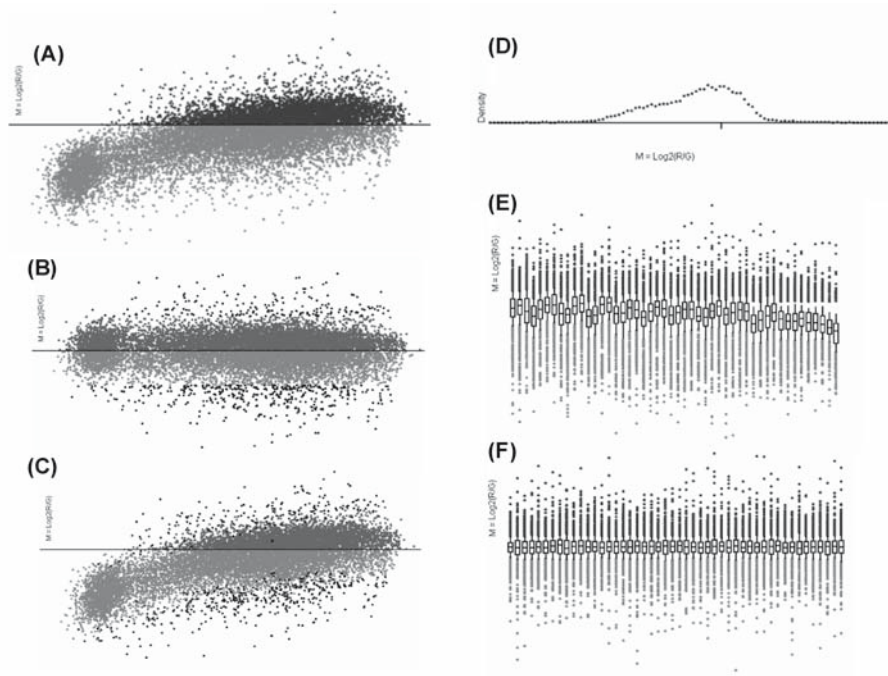 (A)
M = Log2(R/G)
(B)
M = Log2(R/G)
(C)
M = Log2(R/G)
(D)
Density
M = Log2(R/G)
(E)
M = Log2(R/G)
(F)
M = Log2(R/G)